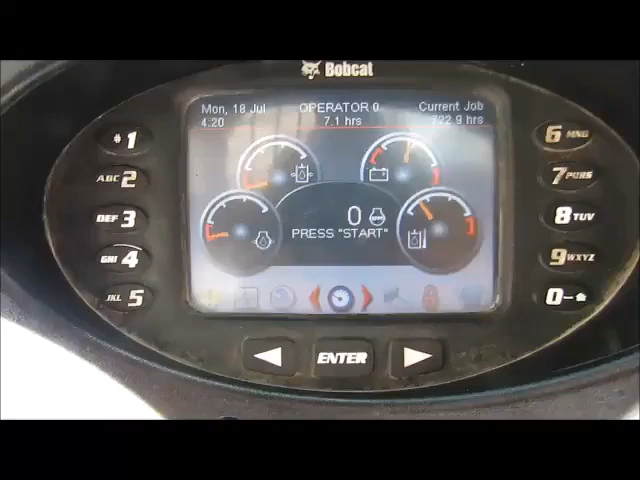 Bobcat
Mon, 18 Jul OPERATOR 0 Current Job
4:20 7.1 hrs 722.9 hrs
0
PRESS "START"
*1
ABC 2
DEF 3
GHI 4
JKL 5
6 MNO
7 PQRS
8 TUV
9 WXYZ
0
ENTER